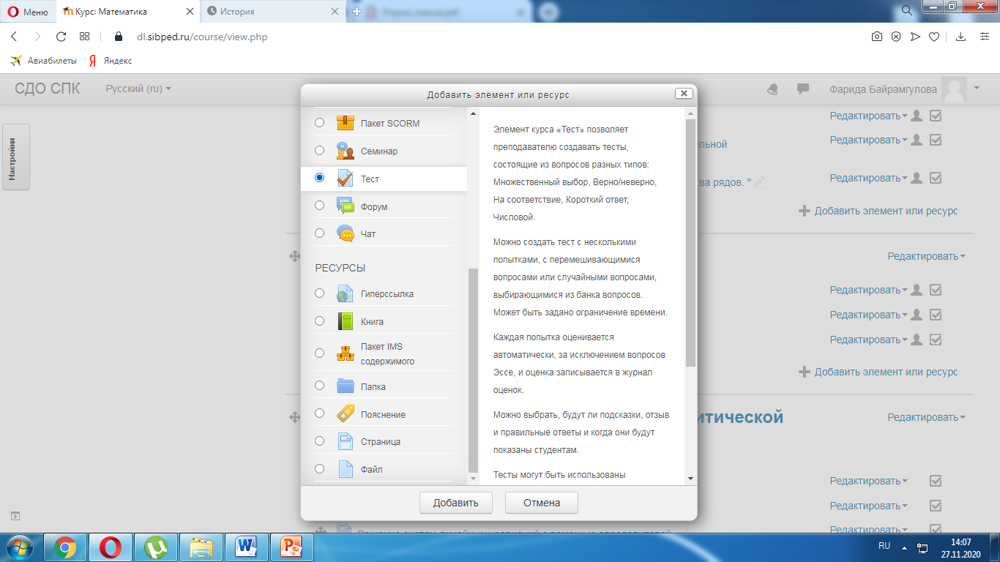 Меню
Курс: Математика
История
dl.sibped.ru/course/view.php
Авиабилеты
Яндекс
СДО СПК
Русский (ru)
Фарида Байрамгулова
Настройки
Добавить элемент или ресурс
Пакет SCORM
Семинар
Тест
Форум
Чат
РЕСУРСЫ
Гиперссылка
Книга
Пакет IMS
содержимого
Папка
Пояснение
Страница
Файл
Элемент курса «Тест» позволяет
преподавателю создавать тесты,
состоящие из вопросов разных типов:
Множественный выбор, Верно/неверно,
На соответствие, Короткий ответ,
Числовой.
Можно создать тест с несколькими
попытками, с перемешивающимися
вопросами или случайными вопросами,
выбирающимися из банка вопросов.
Может быть задано ограничение времени.
Каждая попытка оценивается
автоматически, за исключением вопросов
Эссе, и оценка записывается в журнал
оценок.
Можно выбрать, будут ли подсказки, отзыв
и правильные ответы и когда они будут
показаны студентам.
Тесты могут быть использованы
Добавить
Отмена
Редактировать
ельной
Редактировать
ва рядов. "
Редактировать
Добавить элемент или ресурс
Редактировать
Редактировать
Редактировать
Редактировать
Добавить элемент или ресурс
итической
Редактировать
Редактировать
Редактировать
Редактировать
RU
14:07
27.11.2020